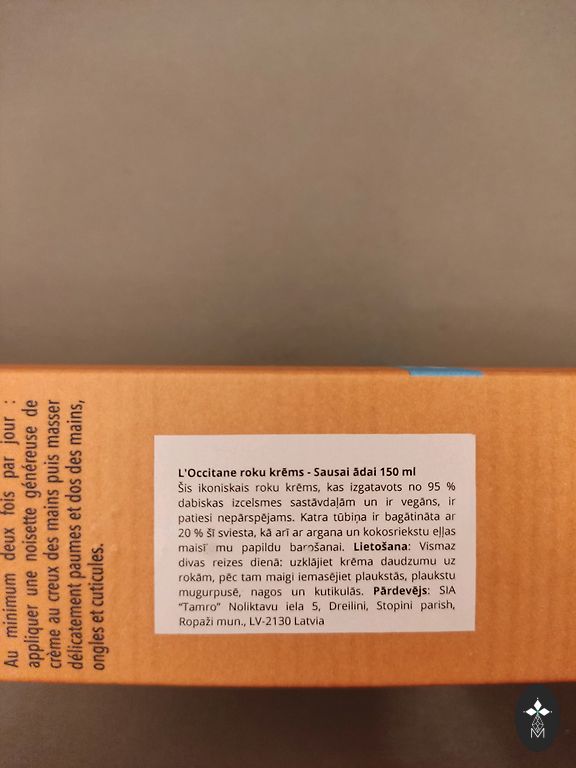 Au minimum deux fois par jour :
appliquer une noisette généreuse de
crème au creux des mains puis masser
délicatement paumes et dos des mains,
ongles et cuticules.
L'Occitane roku krēms - Sausai ādai 150 ml
Šis ikoniskais roku krēms, kas izgatavots no 95 %
dabiskas izcelsmes sastāvdaļām un ir vegāns, ir
patiesi nepārspējams. Katra tūbiņa ir bagātināta ar
20 % šī sviesta, kā arī ar argana un kokosriekstu eļļas
maisī mu papildu barošanai. Lietošana: Vismaz
divas reizes dienā: uzklājiet krēma daudzumu uz
rokām, pēc tam maigi iemasējiet plaukstās, plaukstu
mugurpusē, nagos un kutikulās. Pārdevējs: SIA
"Tamro" Noliktavu iela 5, Dreilini, Stopini parish,
Ropaži mun., LV-2130 Latvia
M